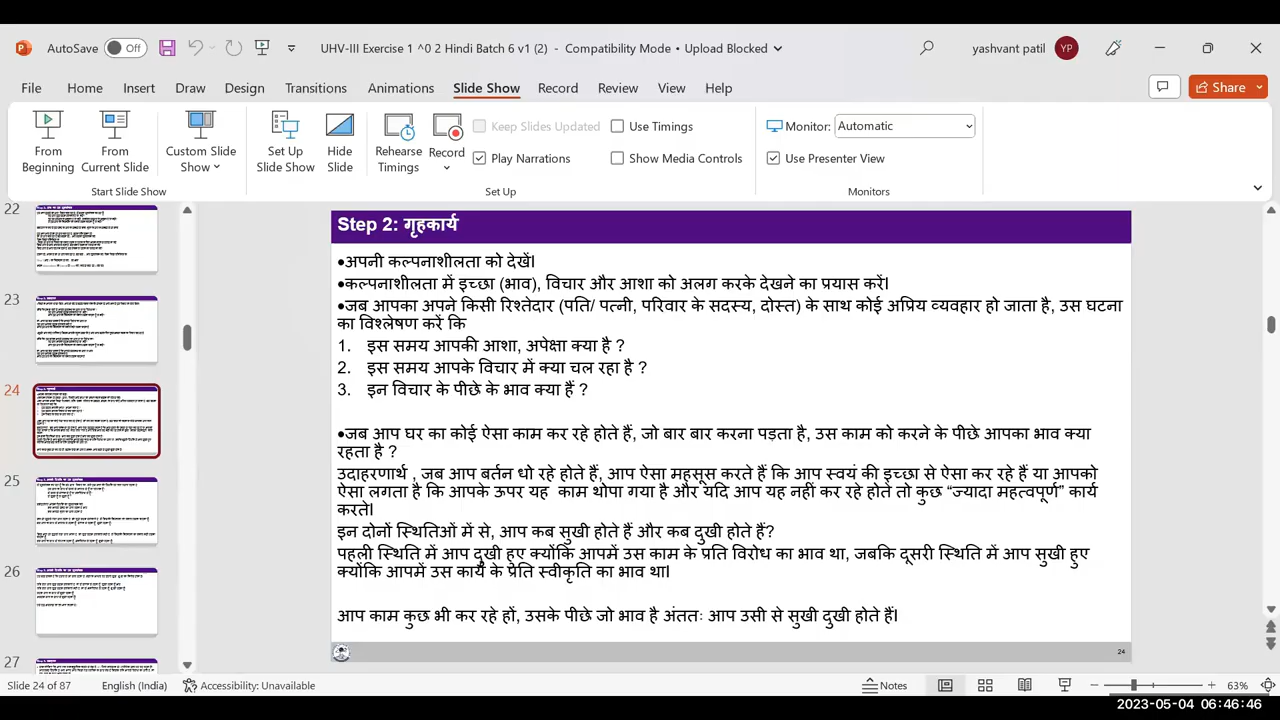 AutoSave Off UHV-III Exercise 1 ^0 2 Hindi Batch 6 v1 (2) - Compatibility Mode • Upload Blocked yashvant patil YP
File Home Insert Draw Design Transitions Animations Slide Show Record Review View Help Share
From Beginning
From Current Slide
Custom Slide Show
Set Up Slide Show
Hide Slide
Rehearse Timings
Record
Keep Slides Updated
Play Narrations
Use Timings
Show Media Controls
Monitor: Automatic
Use Presenter View
Start Slide Show Set Up Monitors
22
23
24
25
26
27
Step 2: गृहकार्य
•अपनी कल्पनाशीलता को देखें।
•कल्पनाशीलता में इच्छा (भाव), विचार और आशा को अलग करके देखने का प्रयास करें।
•जब आपका अपने किसी रिश्तेदार (पति/ पत्नी, परिवार के सदस्य, दोस्त) के साथ कोई अप्रिय व्यवहार हो जाता है, उस घटना
का विश्लेषण करें कि
1. इस समय आपकी आशा, अपेक्षा क्या है ?
2. इस समय आपके विचार में क्या चल रहा है ?
3. इन विचार के पीछे के भाव क्या हैं ?
•जब आप घर का कोई ऐसा काम कर रहे होते हैं, जो बार बार करना पड़ता है, उस काम को करने के पीछे आपका भाव क्या
रहता है ?
उदाहरणार्थ , जब आप बर्तन धो रहे होते हैं, आप ऐसा महसूस करते हैं कि आप स्वयं की इच्छा से ऐसा कर रहे हैं या आपको
ऐसा लगता है कि आपके ऊपर यह काम थोपा गया है और यदि आप यह नहीं कर रहे होते तो कुछ “ज्यादा महत्वपूर्ण” कार्य
करते।
इन दोनों स्थितिओं में से, आप कब सुखी होते हैं और कब दुखी होते हैं?
पहली स्थिति में आप दुखी हुए क्योंकि आपमें उस काम के प्रति विरोध का भाव था, जबकि दूसरी स्थिति में आप सुखी हुए
क्योंकि आपमें उस कार्य के प्रति स्वीकृति का भाव था।
आप काम कुछ भी कर रहे हों, उसके पीछे जो भाव है अंततः आप उसी से सुखी दुखी होते हैं।
24
Slide 24 of 87 English (India) Accessibility: Unavailable Notes 63%
2023-05-04 06:46:46